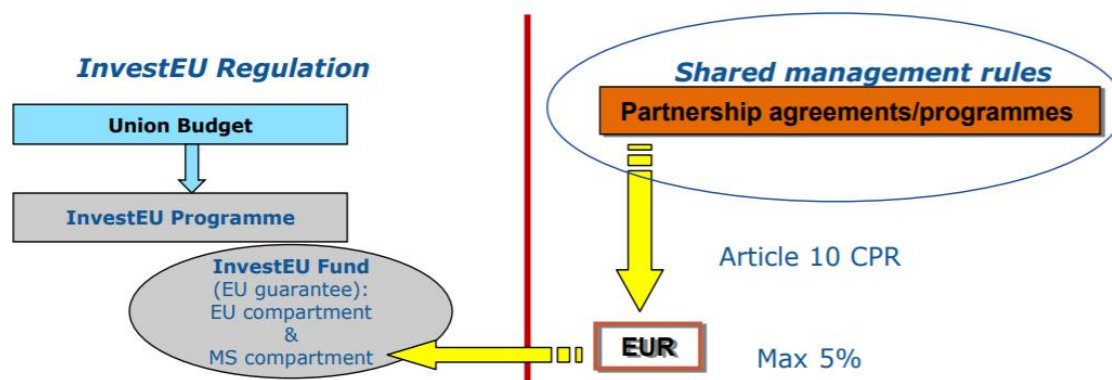 InvestEU Regulation
Union Budget
InvestEU Programme
InvestEU Fund
(EU guarantee):
EU compartment
&
MS compartment
Shared management rules
Partnership agreements/programmes
Article 10 CPR
EUR
Max 5%